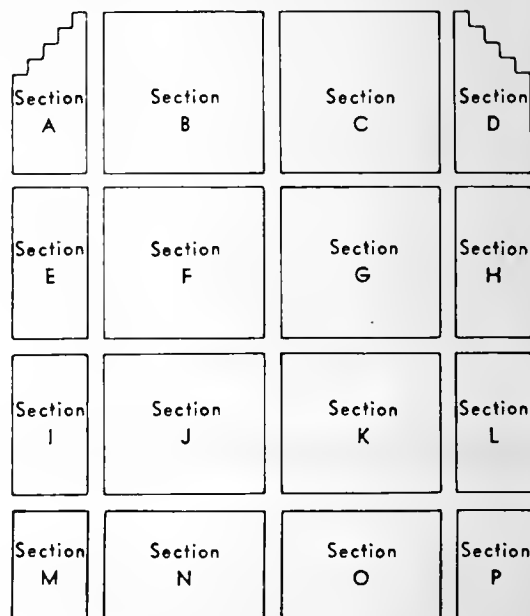 Section
A
Section
B
Section
C
Section
D
Section
E
Section
F
Section
G
Section
H
Section
I
Section
J
Section
K
Section
L
Section
M
Section
N
Section
O
Section
P